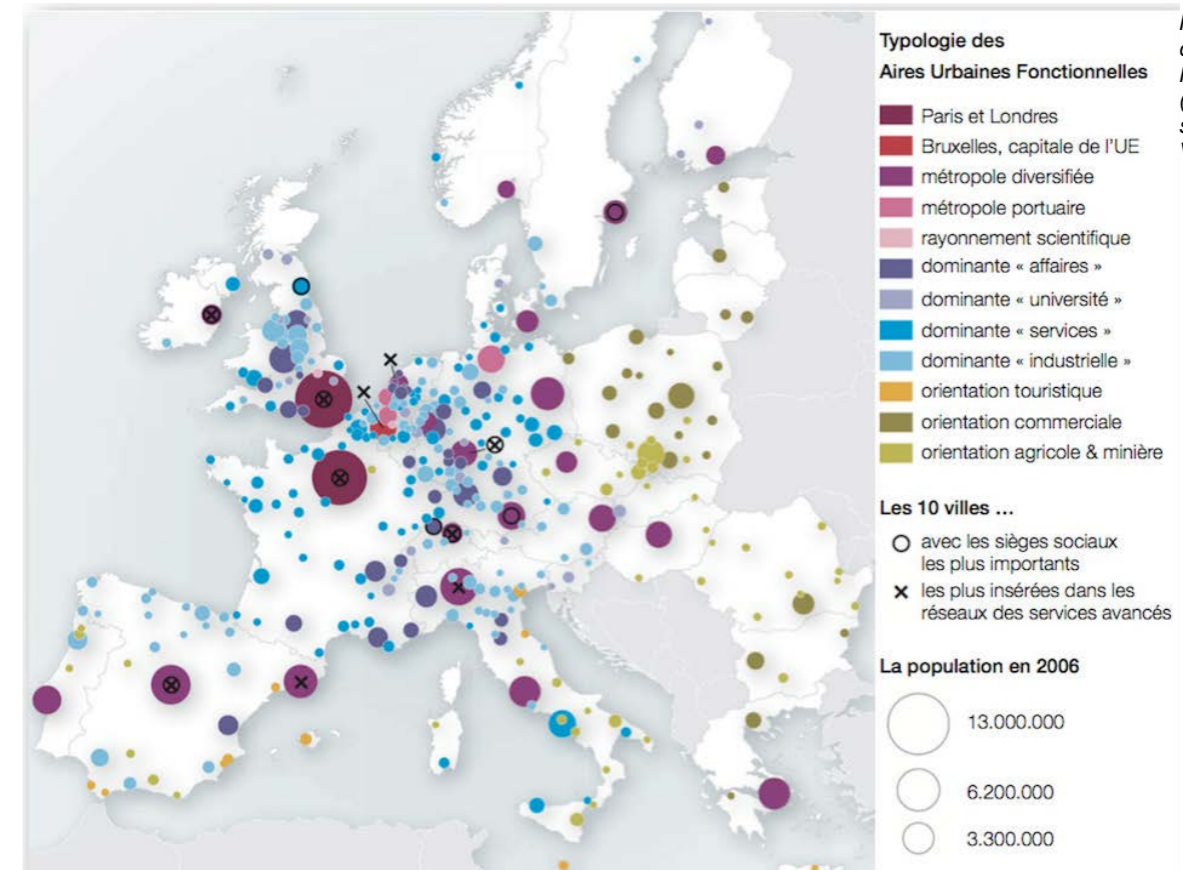 Typologie des
Aires Urbaines Fonctionnelles
Paris et Londres
Bruxelles, capitale de l'UE
métropole diversifiée
métropole portuaire
rayonnement scientifique
dominante « affaires »
dominante « université »
dominante « services »
dominante « industrielle »
orientation touristique
orientation commerciale
orientation agricole & minière
Les 10 villes ...
avec les sièges sociaux
les plus importants
les plus insérées dans les
réseaux des services avancés
La population en 2006
13.000.000
6.200.000
3.300.000